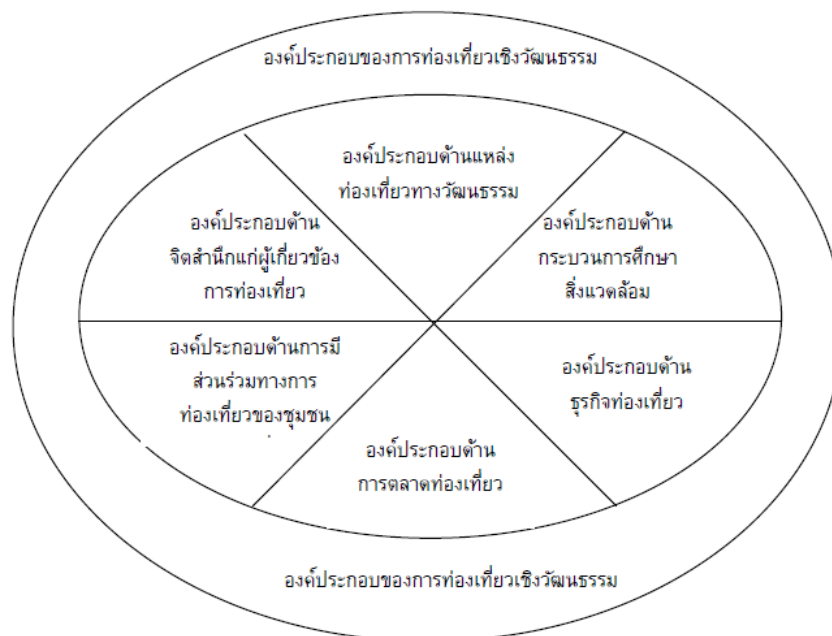 องค์ประกอบของการท่องเที่ยวเชิงวัฒนธรรม
องค์ประกอบด้านแหล่ง
ท่องเที่ยวทางวัฒนธรรม
องค์ประกอบด้าน
กระบวนการศึกษา
สิ่งแวดล้อม
องค์ประกอบด้าน
ธุรกิจท่องเที่ยว
องค์ประกอบด้าน
การตลาดท่องเที่ยว
องค์ประกอบด้านการมี
ส่วนร่วมทางการ
ท่องเที่ยวของชุมชน
องค์ประกอบด้าน
จิตสำนึกแก่ผู้เกี่ยวข้อง
การท่องเที่ยว
องค์ประกอบของการท่องเที่ยวเชิงวัฒนธรรม